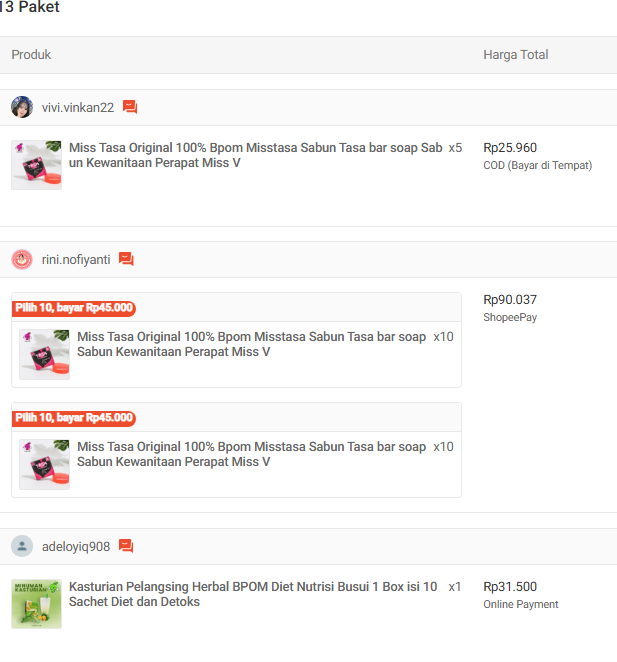 13 Paket
Produk Harga Total
vivi.vinkan22
Miss Tasa Original 100% Bpom Misstasa Sabun Tasa bar soap Sab x5 Rp25.960
un Kewanitaan Perapat Miss V COD (Bayar di Tempat)
rini.nofiyanti
Pilih 10, bayar Rp45.000 Rp90.037
ShopeePay
Miss Tasa Original 100% Bpom Misstasa Sabun Tasa bar soap x10
Sabun Kewanitaan Perapat Miss V
Pilih 10, bayar Rp45.000
Miss Tasa Original 100% Bpom Misstasa Sabun Tasa bar soap x10
Sabun Kewanitaan Perapat Miss V
adeloyiq908
MINUMAN
KASTURIAN
Kasturian Pelangsing Herbal BPOM Diet Nutrisi Busui 1 Box isi 10 x1 Rp31.500
Sachet Diet dan Detoks Online Payment